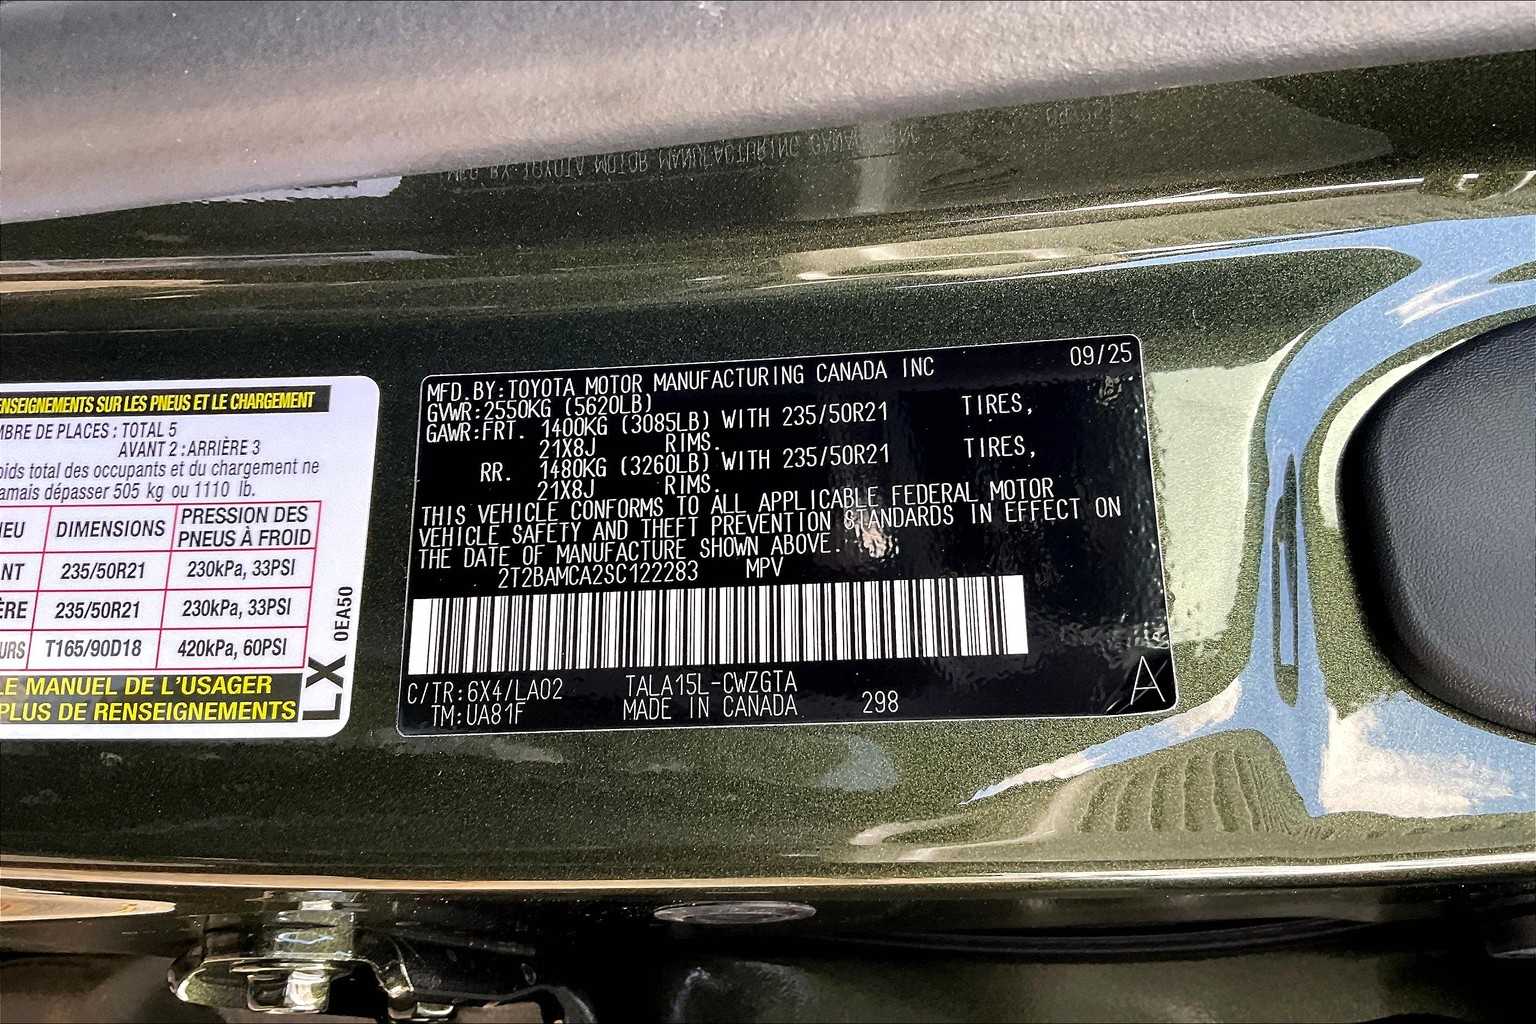 ENSEIGNEMENTS SUR LES PNEUS ET LE CHARGEMENT
MBRE DE PLACES : TOTAL 5
AVANT 2 : ARRIÈRE 3
oids total des occupants et du chargement ne
amais dépasser 505 kg ou 1110 lb.
IEU DIMENSIONS PRESSION DES PNEUS À FROID
NT 235/50R21 230kPa, 33PSI
ÈRE 235/50R21 230kPa, 33PSI
URS T165/90D18 420kPa, 60PSI
LE MANUEL DE L'USAGER
PLUS DE RENSEIGNEMENTS
LX 0EA50
MFD. BY: TOYOTA MOTOR MANUFACTURING CANADA INC 09/25
GVWR: 2550KG (5620LB)
GAWR: FRT. 1400KG (3085LB) WITH 235/50R21 TIRES,
21X8J RIMS.
RR. 1480KG (3260LB) WITH 235/50R21 TIRES,
21X8J RIMS.
THIS VEHICLE CONFORMS TO ALL APPLICABLE FEDERAL MOTOR
VEHICLE SAFETY AND THEFT PREVENTION STANDARDS IN EFFECT ON
THE DATE OF MANUFACTURE SHOWN ABOVE.
2T2BAMCA2SC122283 MPV
C/TR: 6X4/LA02 TALA15L-CWZGTA
TM: UA81F MADE IN CANADA 298
A